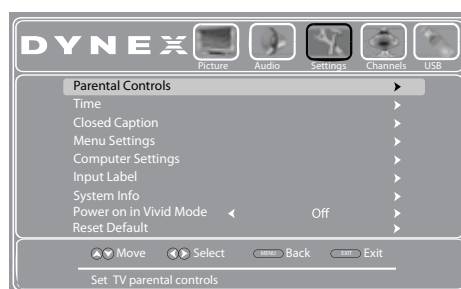 DYNEX
Picture Audio Settings Channels USB
Parental Controls
Time
Closed Caption
Menu Settings
Computer Settings
Input Label
System Info
Power on in Vivid Mode Off
Reset Default
Move Select MENU Back EXIT Exit
Set TV parental controls